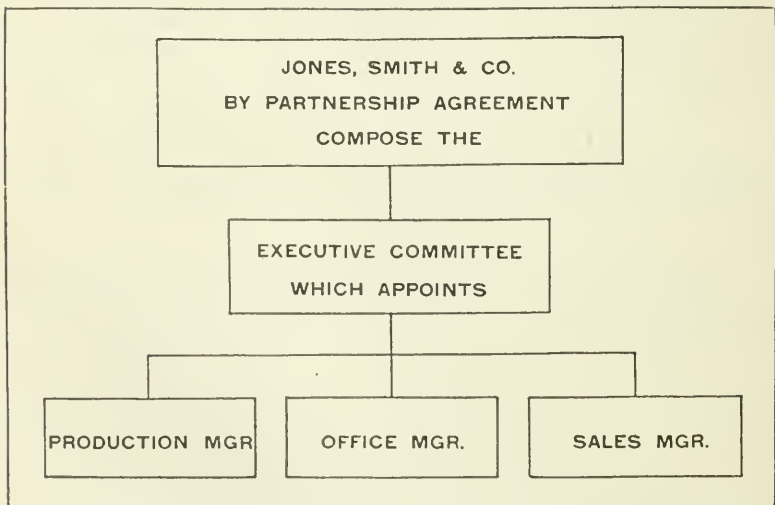 JONES, SMITH & CO.
BY PARTNERSHIP AGREEMENT
COMPOSE THE
EXECUTIVE COMMITTEE
WHICH APPOINTS
PRODUCTION MGR
OFFICE MGR.
SALES MGR.